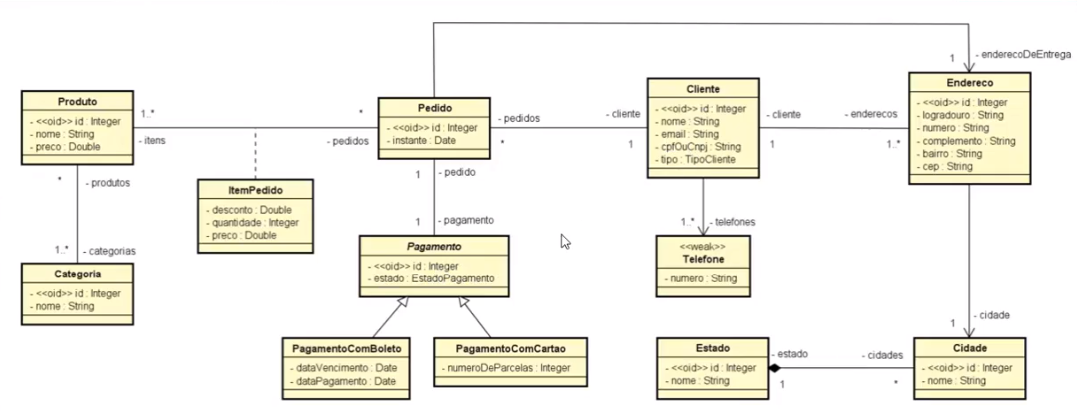 1 - enderecoDeEntrega
Produto
- <<oid>> id : Integer
- nome : String
- preco : Double
1..*
- itens
*
- pedidos
Pedido
- <<oid>> id : Integer
- instante : Date
- pedidos
*
- cliente
1
Cliente
- <<oid>> id : Integer
- nome : String
- email : String
- cpfOuCnpj : String
- tipo : TipoCliente
- cliente
1
- enderecos
1..*
Endereco
- <<oid>> id : Integer
- logradouro : String
- numero : String
- complemento : String
- bairro : String
- cep : String
* - produtos
1..* - categorias
ItemPedido
- desconto : Double
- quantidade : Integer
- preco : Double
1 - pedido
1 - pagamento
Pagamento
- <<oid>> id : Integer
- estado : EstadoPagamento
1..* - telefones
<<weak>>
Telefone
- numero : String
Categoria
- <<oid>> id : Integer
- nome : String
PagamentoComBoleto
- dataVencimento : Date
- dataPagamento : Date
PagamentoComCartao
- numeroDeParcelas : Integer
1 - cidade
Estado
- <<oid>> id : Integer
- nome : String
- estado
1
- cidades
*
Cidade
- <<oid>> id : Integer
- nome : String